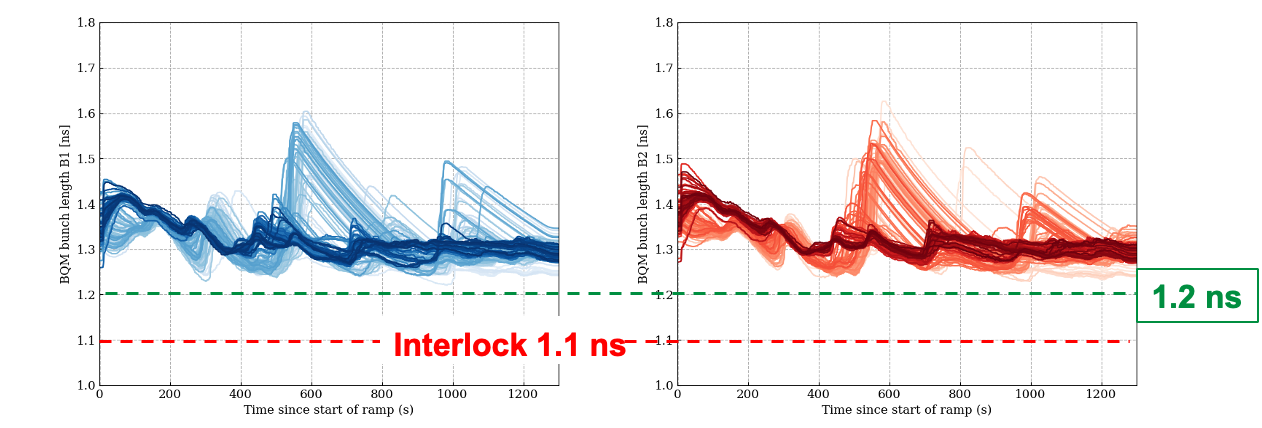 1.8
1.7
1.6
1.5
1.4
1.3
1.2
1.1
1.0
BQM bunch length B1 [ns]
0 200 400 600 800 1000 1200
Time since start of ramp (s)
1.8
1.7
1.6
1.5
1.4
1.3
1.2
1.1
1.0
BQM bunch length B2 [ns]
0 200 400 600 800 1000 1200
Time since start of ramp (s)
1.2 ns
Interlock 1.1 ns